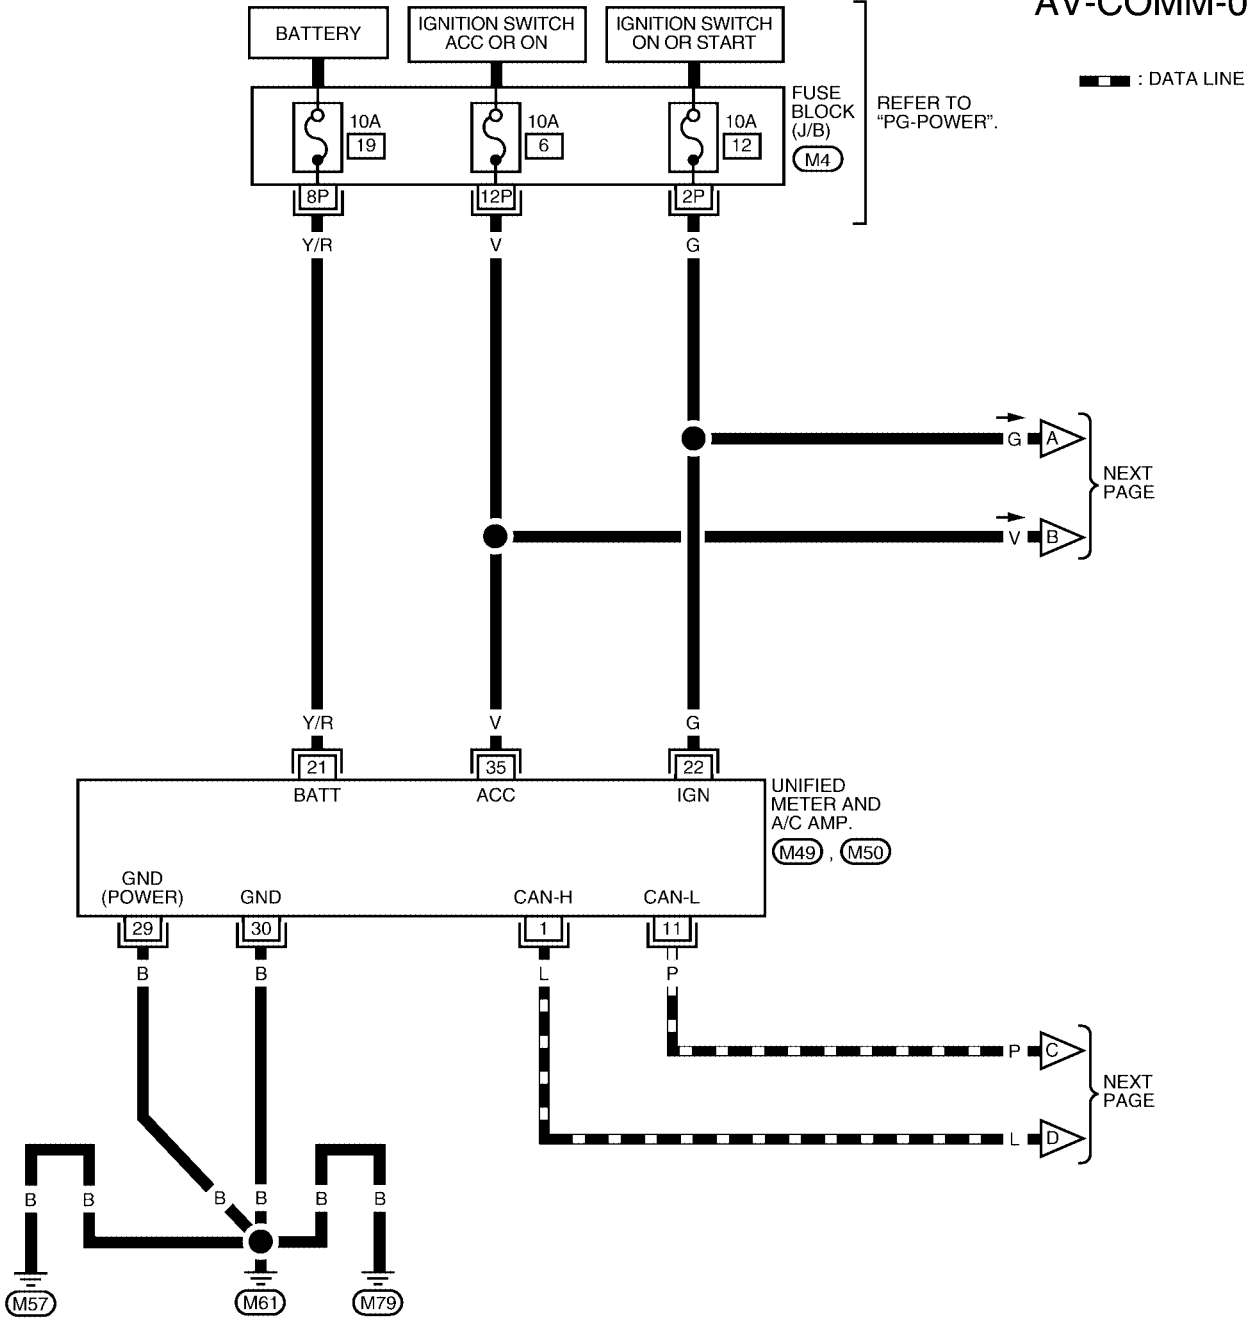 AV-COMM-0
BATTERY
IGNITION SWITCH
ACC OR ON
IGNITION SWITCH
ON OR START
: DATA LINE
FUSE
BLOCK
(J/B)
M4
REFER TO
“PG-POWER”.
10A
19
10A
6
10A
12
8P
12P
2P
Y/R
V
G
G
A
NEXT
PAGE
V
B
Y/R
V
G
21
35
22
BATT
ACC
IGN
UNIFIED
METER AND
A/C AMP.
M49 , M50
GND
(POWER)
GND
CAN-H
CAN-L
29
30
1
11
B
B
L
P
P
C
NEXT
PAGE
L
D
B
B
B
B
B
B
M57
M61
M79